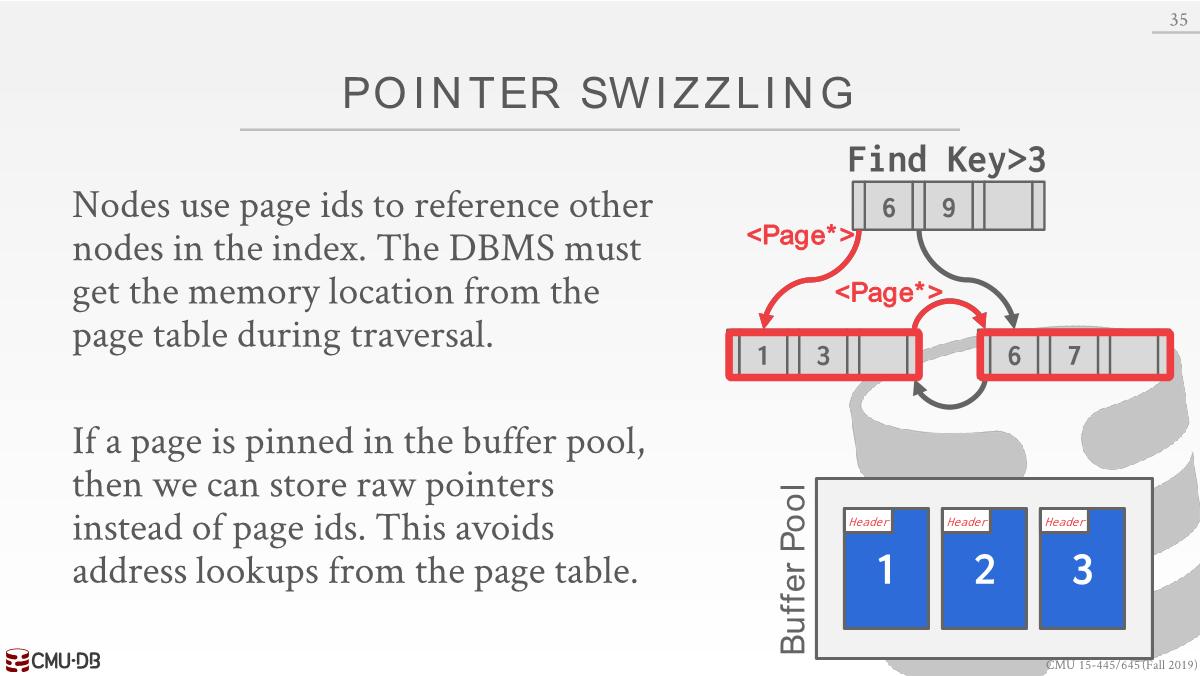 35
POINTER SWIZZLING
Nodes use page ids to reference other
nodes in the index. The DBMS must
get the memory location from the
page table during traversal.
If a page is pinned in the buffer pool,
then we can store raw pointers
instead of page ids. This avoids
address lookups from the page table.
Find Key>3
6 9
<Page*>
<Page*>
1 3
6 7
Buffer Pool
Header Header Header
1 2 3
CMU·DB
CMU 15-445/645 (Fall 2019)